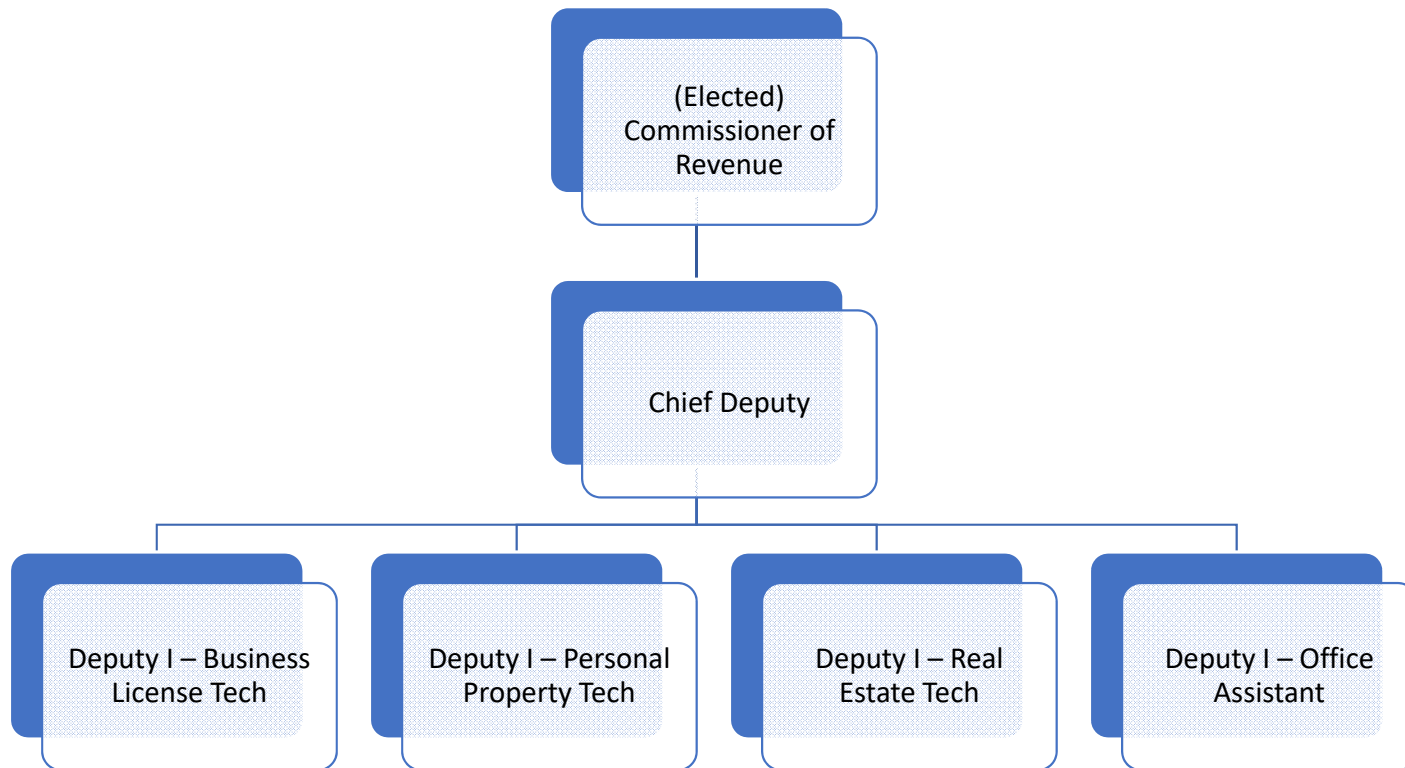 (Elected)
Commissioner of
Revenue
Chief Deputy
Deputy I – Business
License Tech
Deputy I – Personal
Property Tech
Deputy I – Real
Estate Tech
Deputy I – Office
Assistant